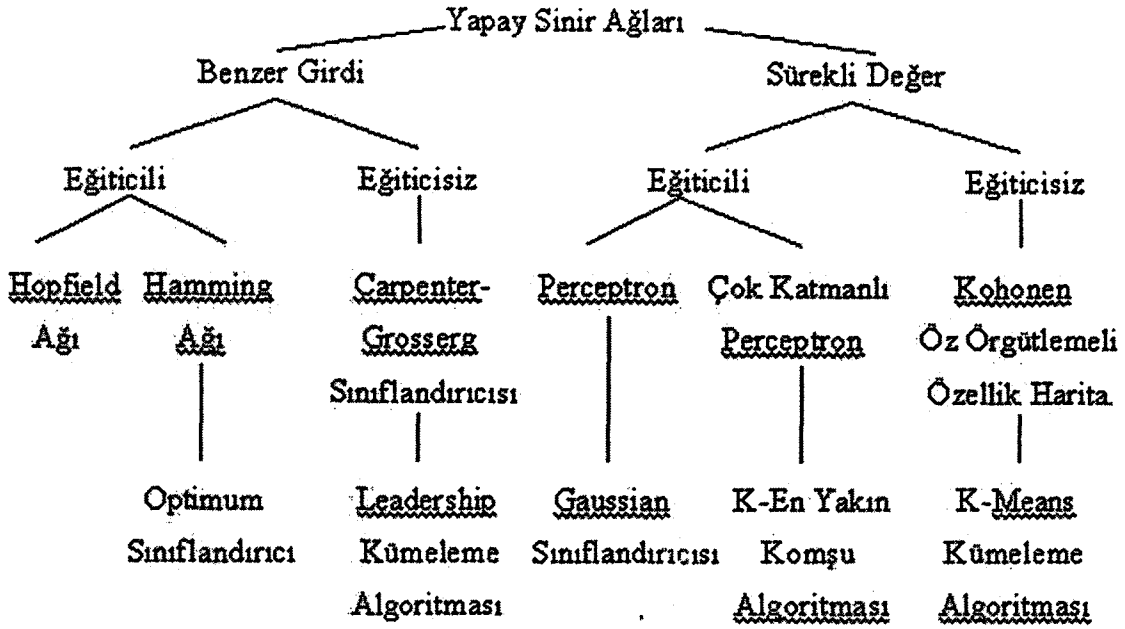 Yapay Sinir Ağları
Benzer Girdi
Sürekli Değer
Eğiticili
Eğiticisiz
Eğiticili
Eğiticisiz
Hopfield
Ağı
Hamming
Ağı
Carpenter-
Grosserg
Sınıflandırıcısı
Perceptron
Çok Katmanlı
Perceptron
Kohonen
Öz Örgütlemeli
Özellik Harita
Optimum
Sınıflandırıcı
Leadership
Kümeleme
Algoritması
Gaussian
Sınıflandırıcısı
K-En Yakın
Komşu
Algoritması
K-Means
Kümeleme
Algoritması